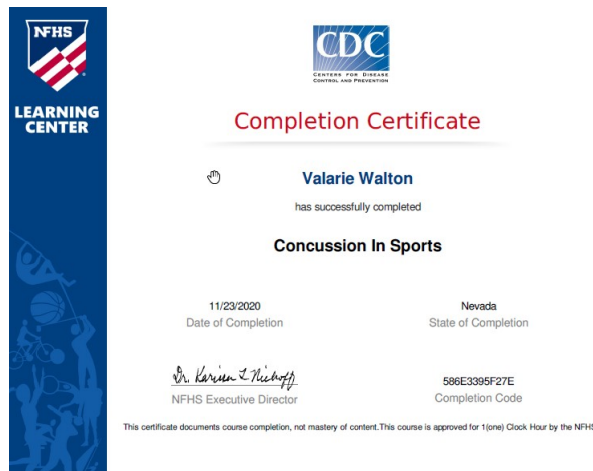 NFHS
LEARNING
CENTER
CDC
CENTERS FOR DISEASE
CONTROL AND PREVENTION
Completion Certificate
Valarie Walton
has successfully completed
Concussion In Sports
11/23/2020
Date of Completion
Nevada
State of Completion
Dr. Karissa L Niehoff
NFHS Executive Director
586E3395F27E
Completion Code
This certificate documents course completion, not mastery of content.This course is approved for 1(one) Clock Hour by the NFHS